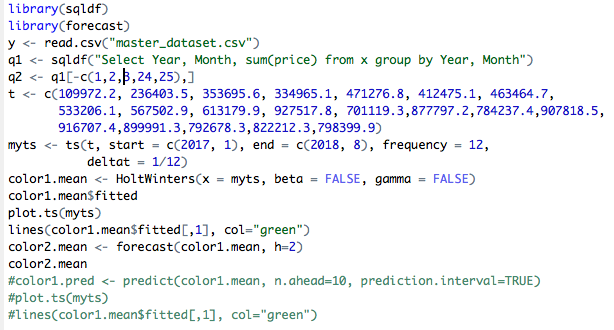 library(sqldf)
library(forecast)
y <- read.csv("master_dataset.csv")
q1 <- sqldf("Select Year, Month, sum(price) from x group by Year, Month")
q2 <- q1[-c(1,2,3,24,25),]
t <- c(109972.2, 236403.5, 353695.6, 334965.1, 471276.8, 412475.1, 463464.7,
533206.1, 567502.9, 613179.9, 927517.8, 701119.3,877797.2,784237.4,907818.5,
916707.4,899991.3,792678.3,822212.3,798399.9)
myts <- ts(t, start = c(2017, 1), end = c(2018, 8), frequency = 12,
deltat = 1/12)
color1.mean <- HoltWinters(x = myts, beta = FALSE, gamma = FALSE)
color1.mean$fitted
plot.ts(myts)
lines(color1.mean$fitted[,1], col="green")
color2.mean <- forecast(color1.mean, h=2)
color2.mean
#color1.pred <- predict(color1.mean, n.ahead=10, prediction.interval=TRUE)
#plot.ts(myts)
#lines(color1.mean$fitted[,1], col="green")